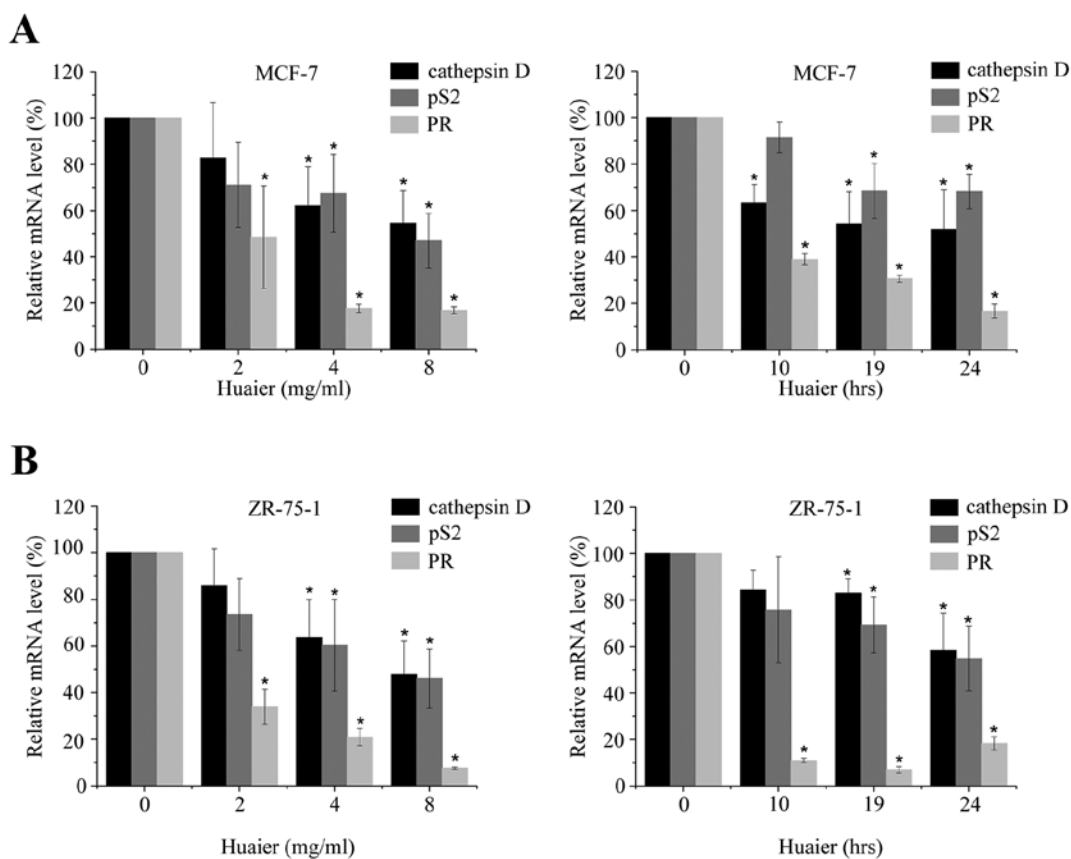 A
MCF-7
cathepsin D
pS2
PR
Relative mRNA level (%)
120
100
80
60
40
20
0
* * * * * *
*
0 2 4 8
Huaier (mg/ml)
MCF-7
cathepsin D
pS2
PR
Relative mRNA level (%)
120
100
80
60
40
20
0
* * * * * * * *
0 10 19 24
Huaier (hrs)
B
ZR-75-1
cathepsin D
pS2
PR
Relative mRNA level (%)
120
100
80
60
40
20
0
* * * * * * *
0 2 4 8
Huaier (mg/ml)
ZR-75-1
cathepsin D
pS2
PR
Relative mRNA level (%)
120
100
80
60
40
20
0
* * * * * * *
0 10 19 24
Huaier (hrs)